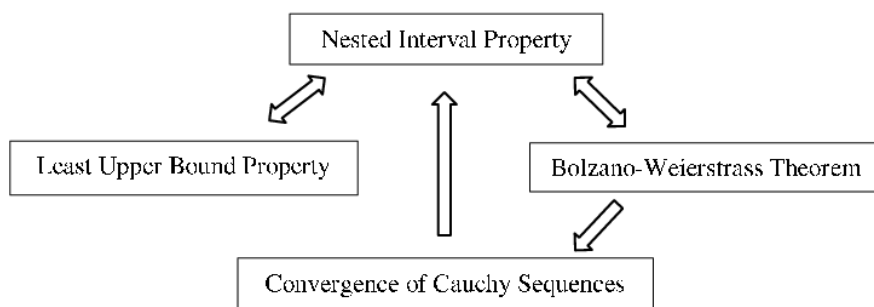 Nested Interval Property
Least Upper Bound Property
Bolzano-Weierstrass Theorem
Convergence of Cauchy Sequences